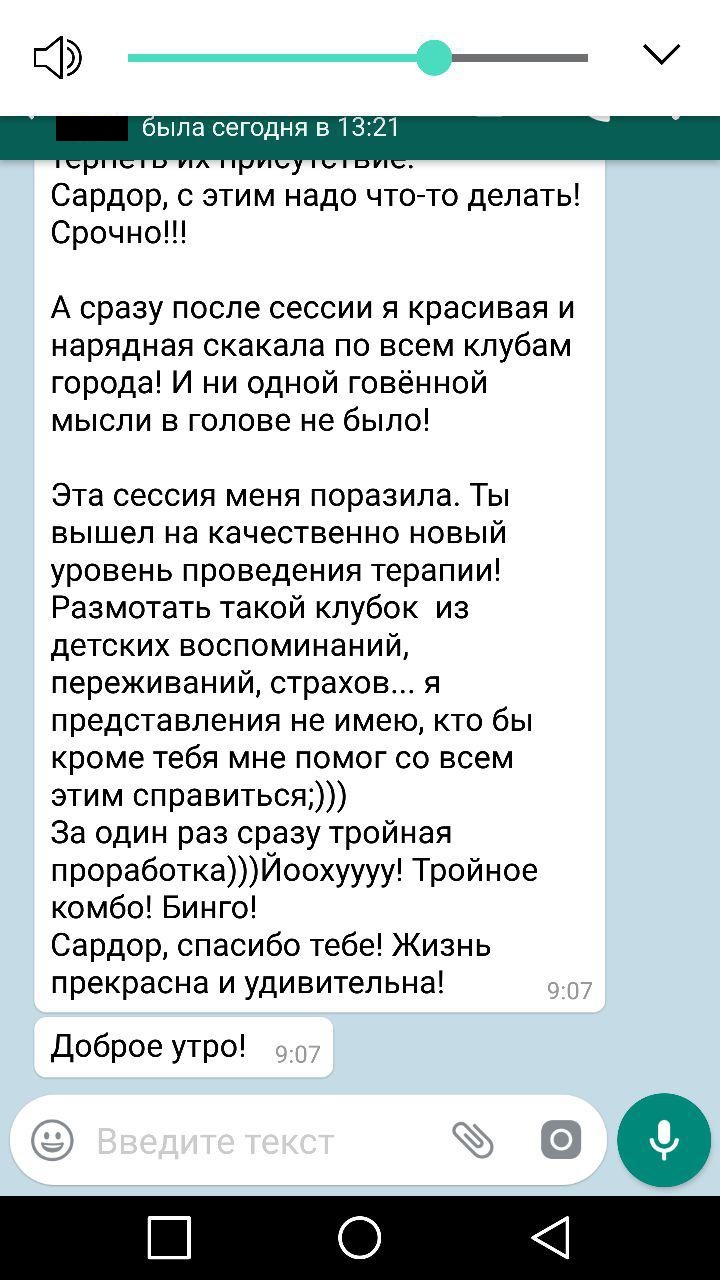 была сегодня в 13:21
терпеть их присутствие.
Сардор, с этим надо что-то делать!
Срочно!!!
А сразу после сессии я красивая и
нарядная скакала по всем клубам
города! И ни одной говённой
мысли в голове не было!
Эта сессия меня поразила. Ты
вышел на качественно новый
уровень проведения терапии!
Размотать такой клубок  из
детских воспоминаний,
переживаний, страхов... я
представления не имею, кто бы
кроме тебя мне помог со всем
этим справиться;)))
За один раз сразу тройная
проработка)))Йоохуууу! Тройное
комбо! Бинго!
Сардор, спасибо тебе! Жизнь
прекрасна и удивительна!
9:07
Доброе утро! 9:07
Введите текст